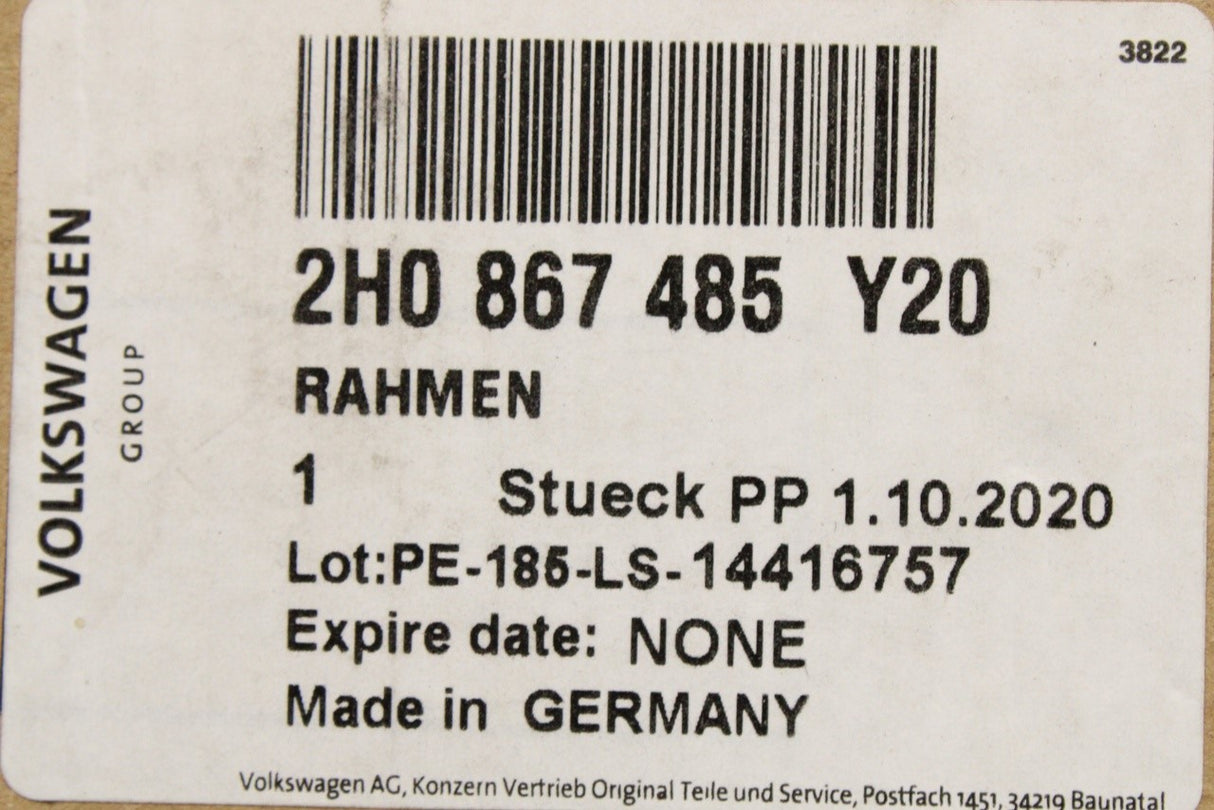 3822
2H0 867 485 Y20
RAHMEN
1 Stueck PP 1.10.2020
Lot:PE-185-LS-14416757
Expire date: NONE
Made in GERMANY
VOLKSWAGEN
GROUP
Volkswagen AG, Konzern Vertrieb Original Teile und Service, Postfach 1451, 34219 Baunatal